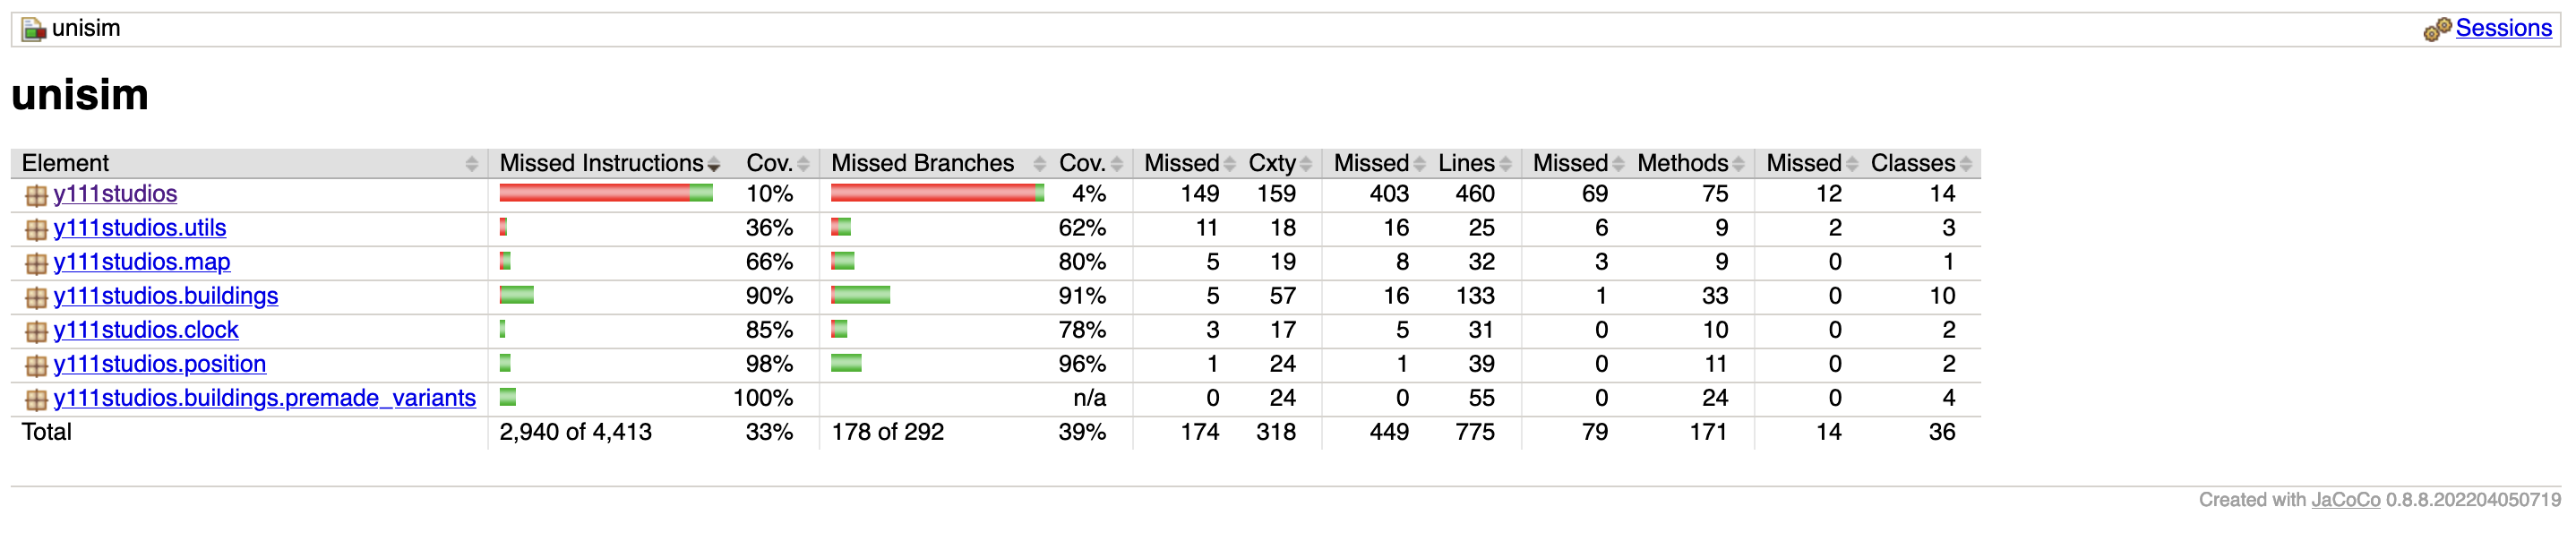 unisim Sessions
unisim
Element Missed Instructions Cov. Missed Branches Cov. Missed Cxty Missed Lines Missed Methods Missed Classes
y111studios 10% 4% 149 159 403 460 69 75 12 14
y111studios.utils 36% 62% 11 18 16 25 6 9 2 3
y111studios.map 66% 80% 5 19 8 32 3 9 0 1
y111studios.buildings 90% 91% 5 57 16 133 1 33 0 10
y111studios.clock 85% 78% 3 17 5 31 0 10 0 2
y111studios.position 98% 96% 1 24 1 39 0 11 0 2
y111studios.buildings.premade_variants 100% n/a 0 24 0 55 0 24 0 4
Total 2,940 of 4,413 33% 178 of 292 39% 174 318 449 775 79 171 14 36
Created with JaCoCo 0.8.8.202204050719